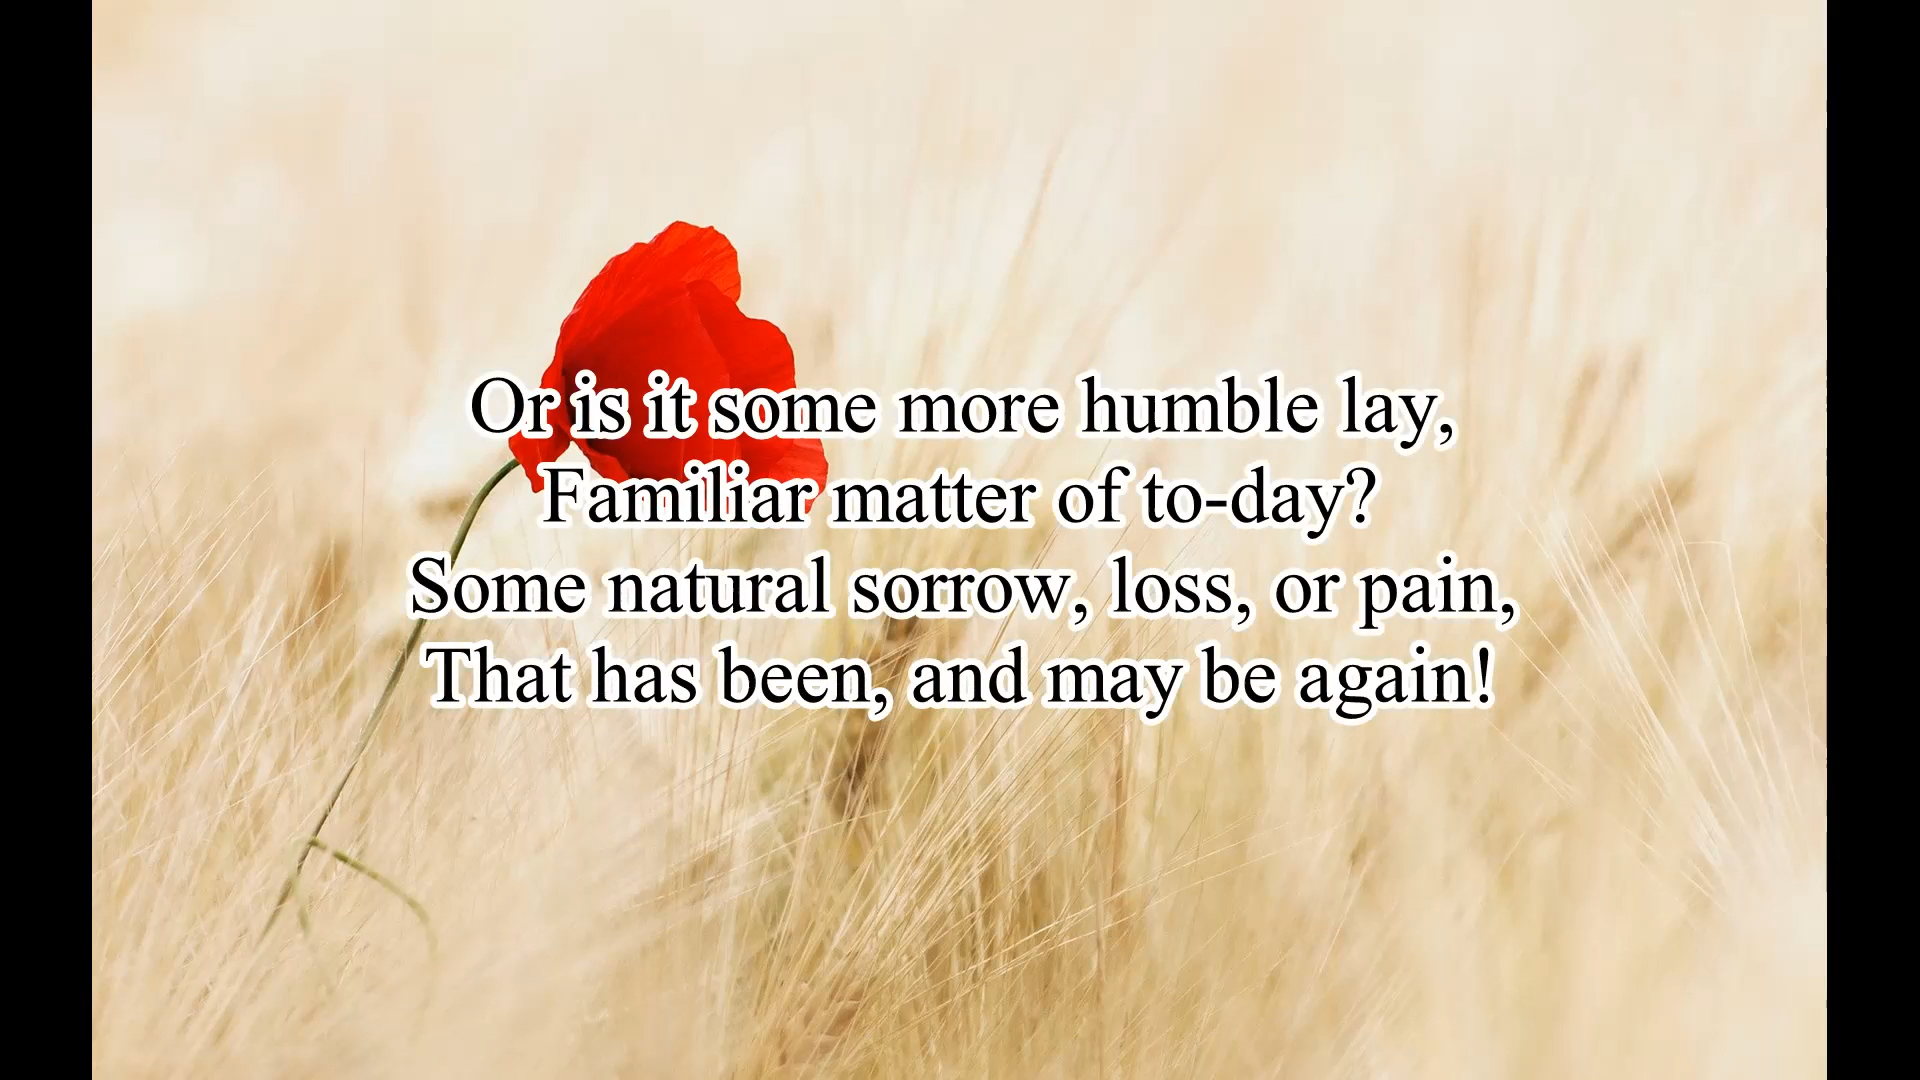 Or is it some more humble lay,
Familiar matter of to-day?
Some natural sorrow, loss, or pain,
That has been, and may be again!